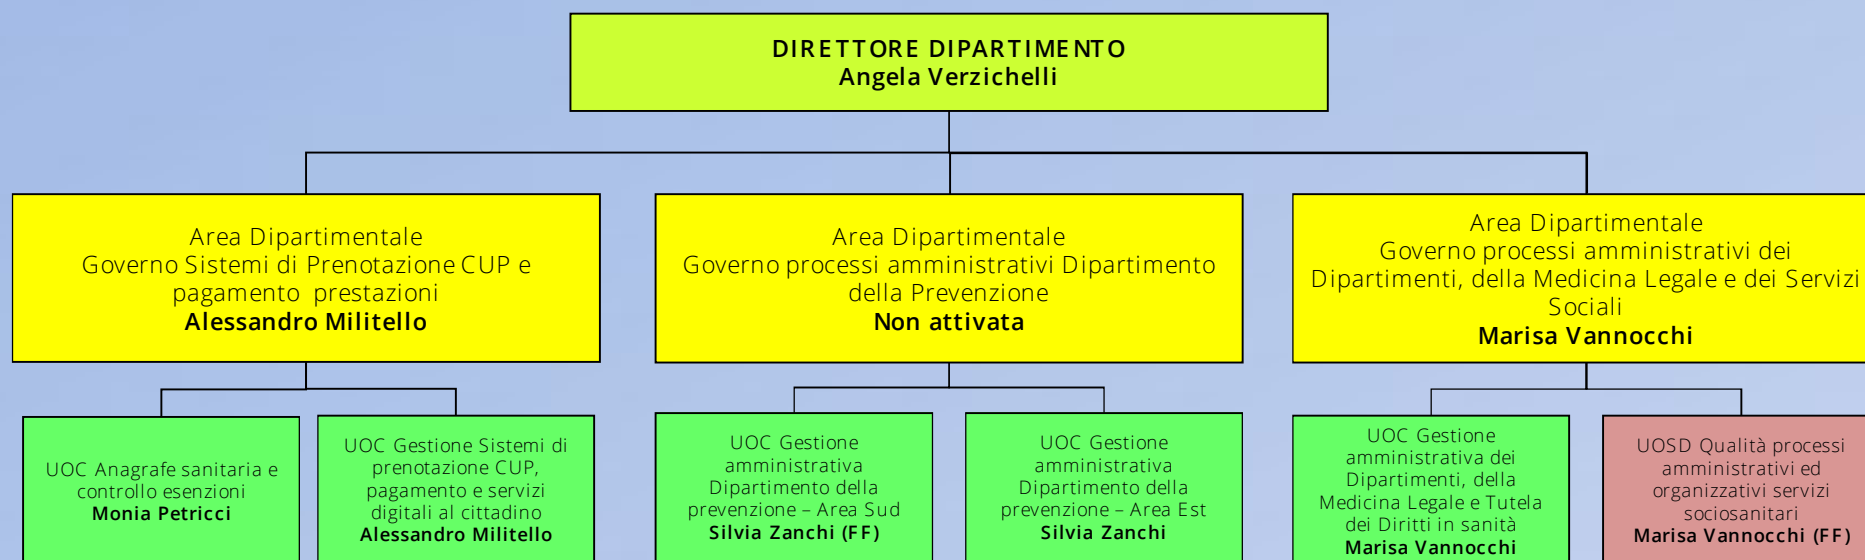 DIRETTORE DIPARTIMENTO
Angela Verzichelli
Area Dipartimentale
Governo Sistemi di Prenotazione CUP e
pagamento prestazioni
Alessandro Militello
Area Dipartimentale
Governo processi amministrativi Dipartimento
della Prevenzione
Non attivata
Area Dipartimentale
Governo processi amministrativi dei
Dipartimenti, della Medicina Legale e dei Servizi
Sociali
Marisa Vannocchi
UOC Anagrafe sanitaria e
controllo esenzioni
Monia Petricci
UOC Gestione Sistemi di
prenotazione CUP,
pagamento e servizi
digitali al cittadino
Alessandro Militello
UOC Gestione
amministrativa
Dipartimento della
prevenzione – Area Sud
Silvia Zanchi (FF)
UOC Gestione
amministrativa
Dipartimento della
prevenzione – Area Est
Silvia Zanchi
UOC Gestione
amministrativa dei
Dipartimenti, della
Medicina Legale e Tutela
dei Diritti in sanità
Marisa Vannocchi
UOSD Qualità processi
amministrativi ed
organizzativi servizi
sociosanitari
Marisa Vannocchi (FF)